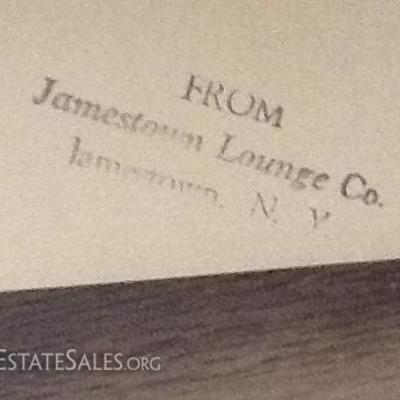 FROM
Jamestown Lounge Co.
Jamestown, N. Y.
ESTATESALES.ORG